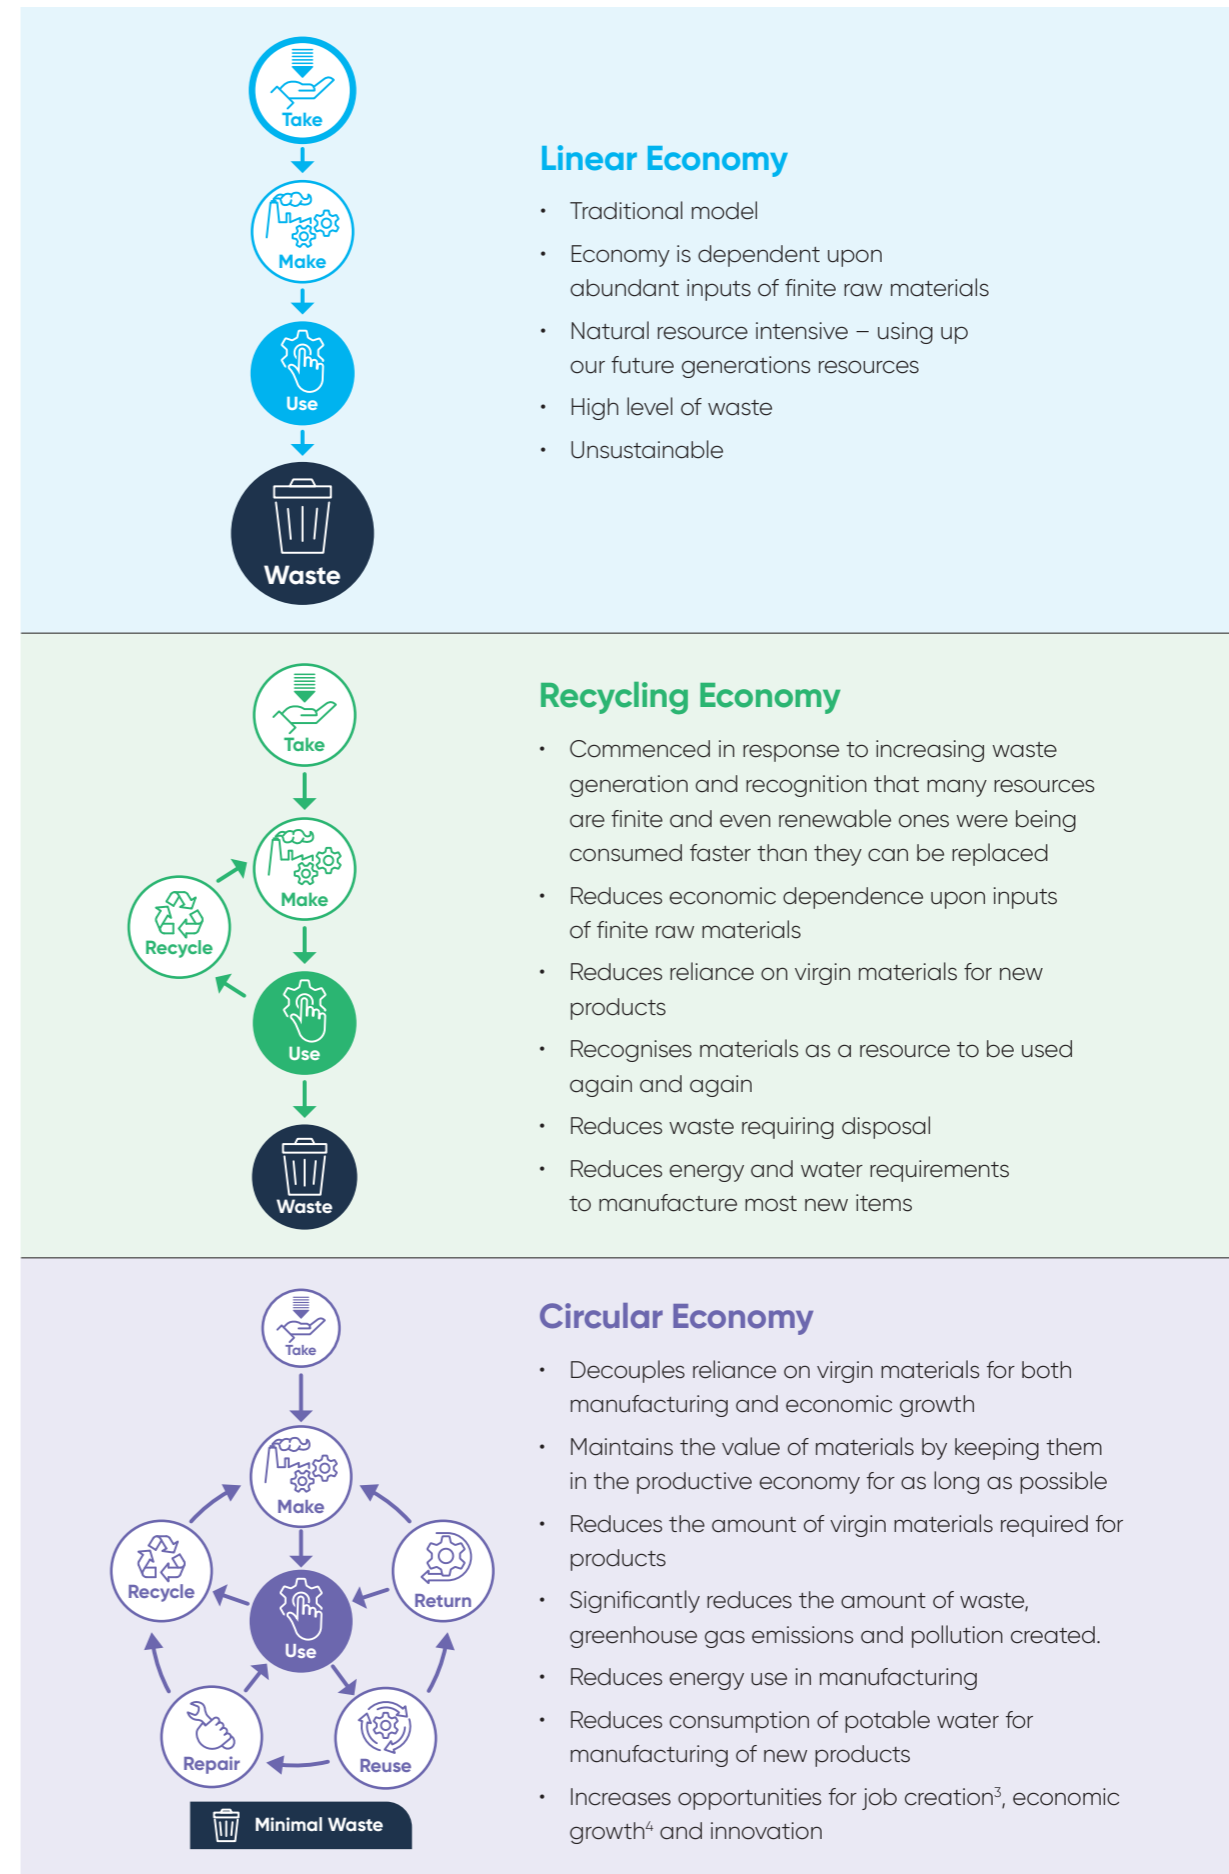 Take
Make
Use
Waste
Linear Economy
• Traditional model
• Economy is dependent upon
abundant inputs of finite raw materials
• Natural resource intensive – using up
our future generations resources
• High level of waste
• Unsustainable
Take
Make
Recycle
Use
Waste
Recycling Economy
• Commenced in response to increasing waste
generation and recognition that many resources
are finite and even renewable ones were being
consumed faster than they can be replaced
• Reduces economic dependence upon inputs
of finite raw materials
• Reduces reliance on virgin materials for new
products
• Recognises materials as a resource to be used
again and again
• Reduces waste requiring disposal
• Reduces energy and water requirements
to manufacture most new items
Take
Make
Recycle
Return
Use
Repair
Reuse
Minimal Waste
Circular Economy
• Decouples reliance on virgin materials for both
manufacturing and economic growth
• Maintains the value of materials by keeping them
in the productive economy for as long as possible
• Reduces the amount of virgin materials required for
products
• Significantly reduces the amount of waste,
greenhouse gas emissions and pollution created.
• Reduces energy use in manufacturing
• Reduces consumption of potable water for
manufacturing of new products
• Increases opportunities for job creation³, economic
growth⁴ and innovation